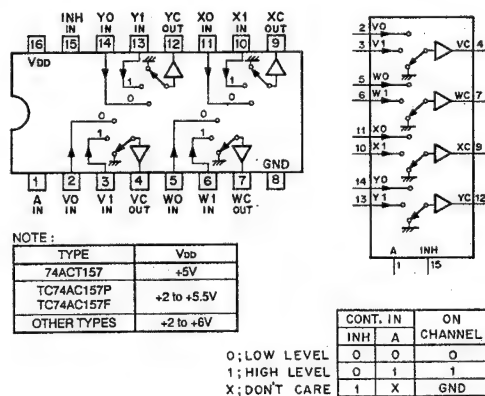 INH Y0 Y1 YC X0 X1 XC
IN IN IN OUT IN IN OUT
16 15 14 13 12 11 10 9
VDD
1
0
1
0
0
1
0
1
GND
1 2 3 4 5 6 7 8
A V0 V1 VC W0 W1 WC
IN IN IN OUT IN IN OUT
2 V0
3 V1
VC 4
5 W0
6 W1
WC 7
11 X0
10 X1
XC 9
14 Y0
13 Y1
YC 12
A INH
1 15
NOTE :
TYPE VDD
74ACT157 +5V
TC74AC157P
TC74AC157F
+2 to +5.5V
OTHER TYPES +2 to +6V
0;LOW LEVEL
1;HIGH LEVEL
X;DON'T CARE
CONT. IN ON
INH A CHANNEL
0 0 0
0 1 1
1 X GND